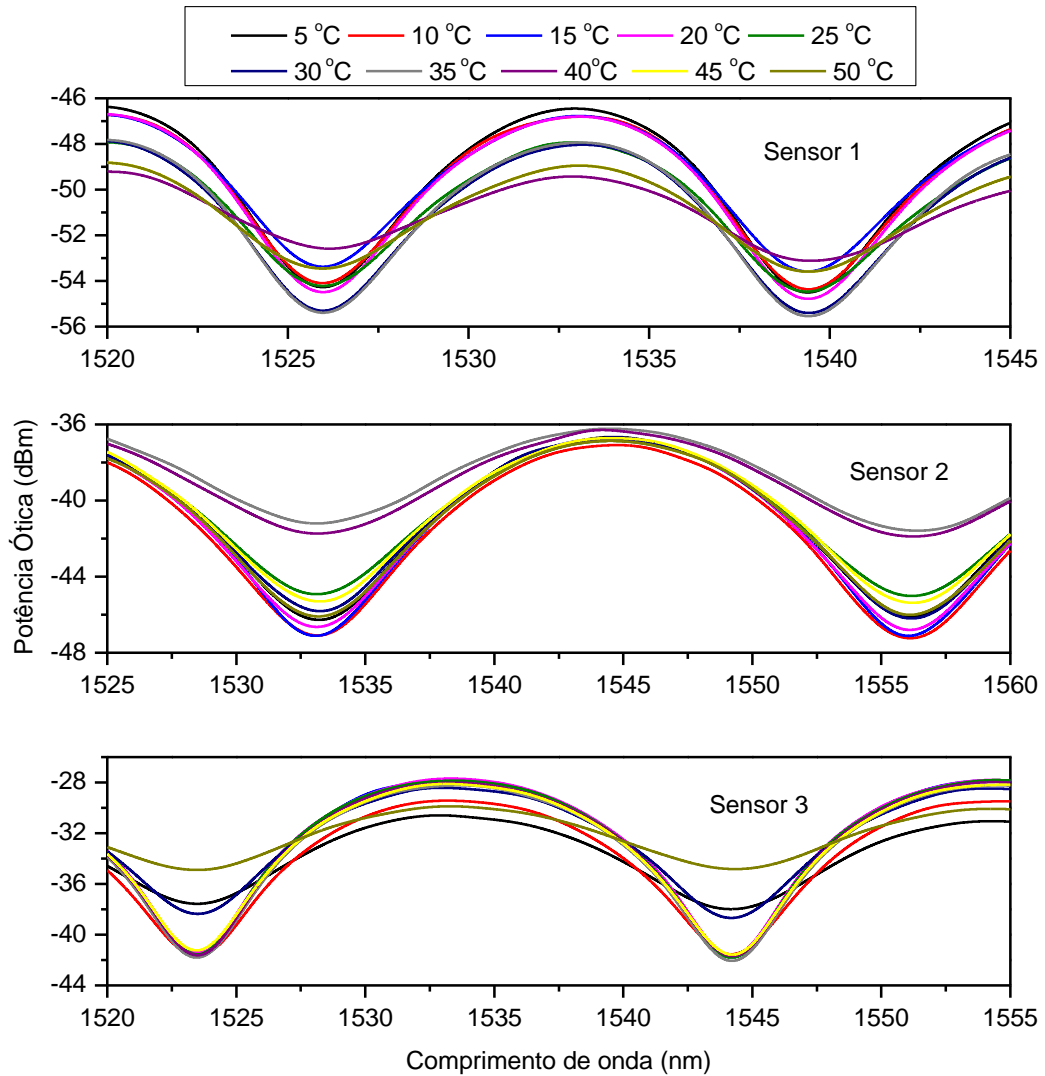 5 °C 10 °C 15 °C 20 °C 25 °C
30 °C 35 °C 40°C 45 °C 50 °C
-46
-48
-50
-52
-54
-56
Sensor 1
1520 1525 1530 1535 1540 1545
Potência Ótica (dBm)
-36
-40
-44
-48
Sensor 2
1525 1530 1535 1540 1545 1550 1555 1560
-28
-32
-36
-40
-44
Sensor 3
1520 1525 1530 1535 1540 1545 1550 1555
Comprimento de onda (nm)